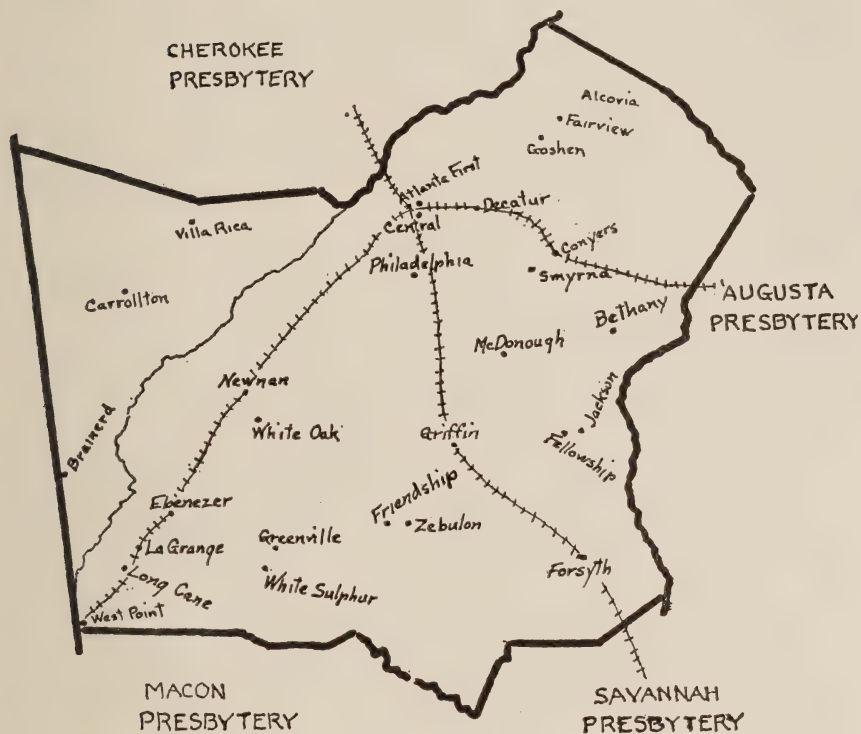 CHEROKEE
PRESBYTERY
Alcovia
Fairview
Goshen
Atlanta First
Central
Decatur
Villa Rica
Conyers
Philadelphia
Smyrna
Carrollton
'AUGUSTA
PRESBYTERY
Bethany
McDonough
Newnan
Jackson
White Oak
Griffin
Fellowship
Brainerd
Ebenezer
Friendship
Zebulon
La Grange
Greenville
Long Cane
White Sulphur
Forsyth
West Point
MACON
PRESBYTERY
SAVANNAH
PRESBYTERY